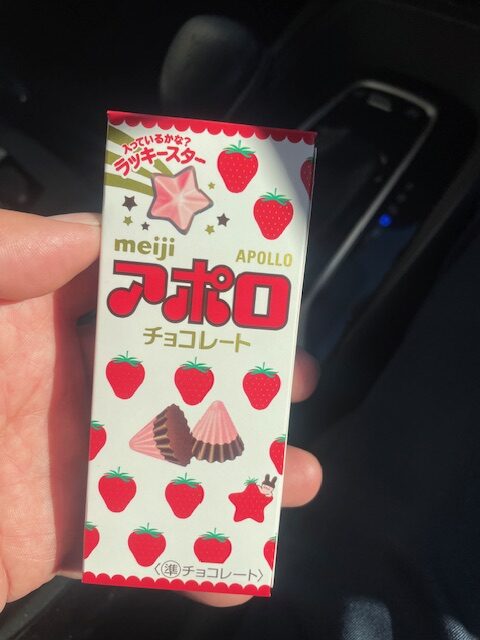 入っているかな?
ラッキースター
meiji
APOLLO
アポロ
チョコレート
〈準チョコレート〉